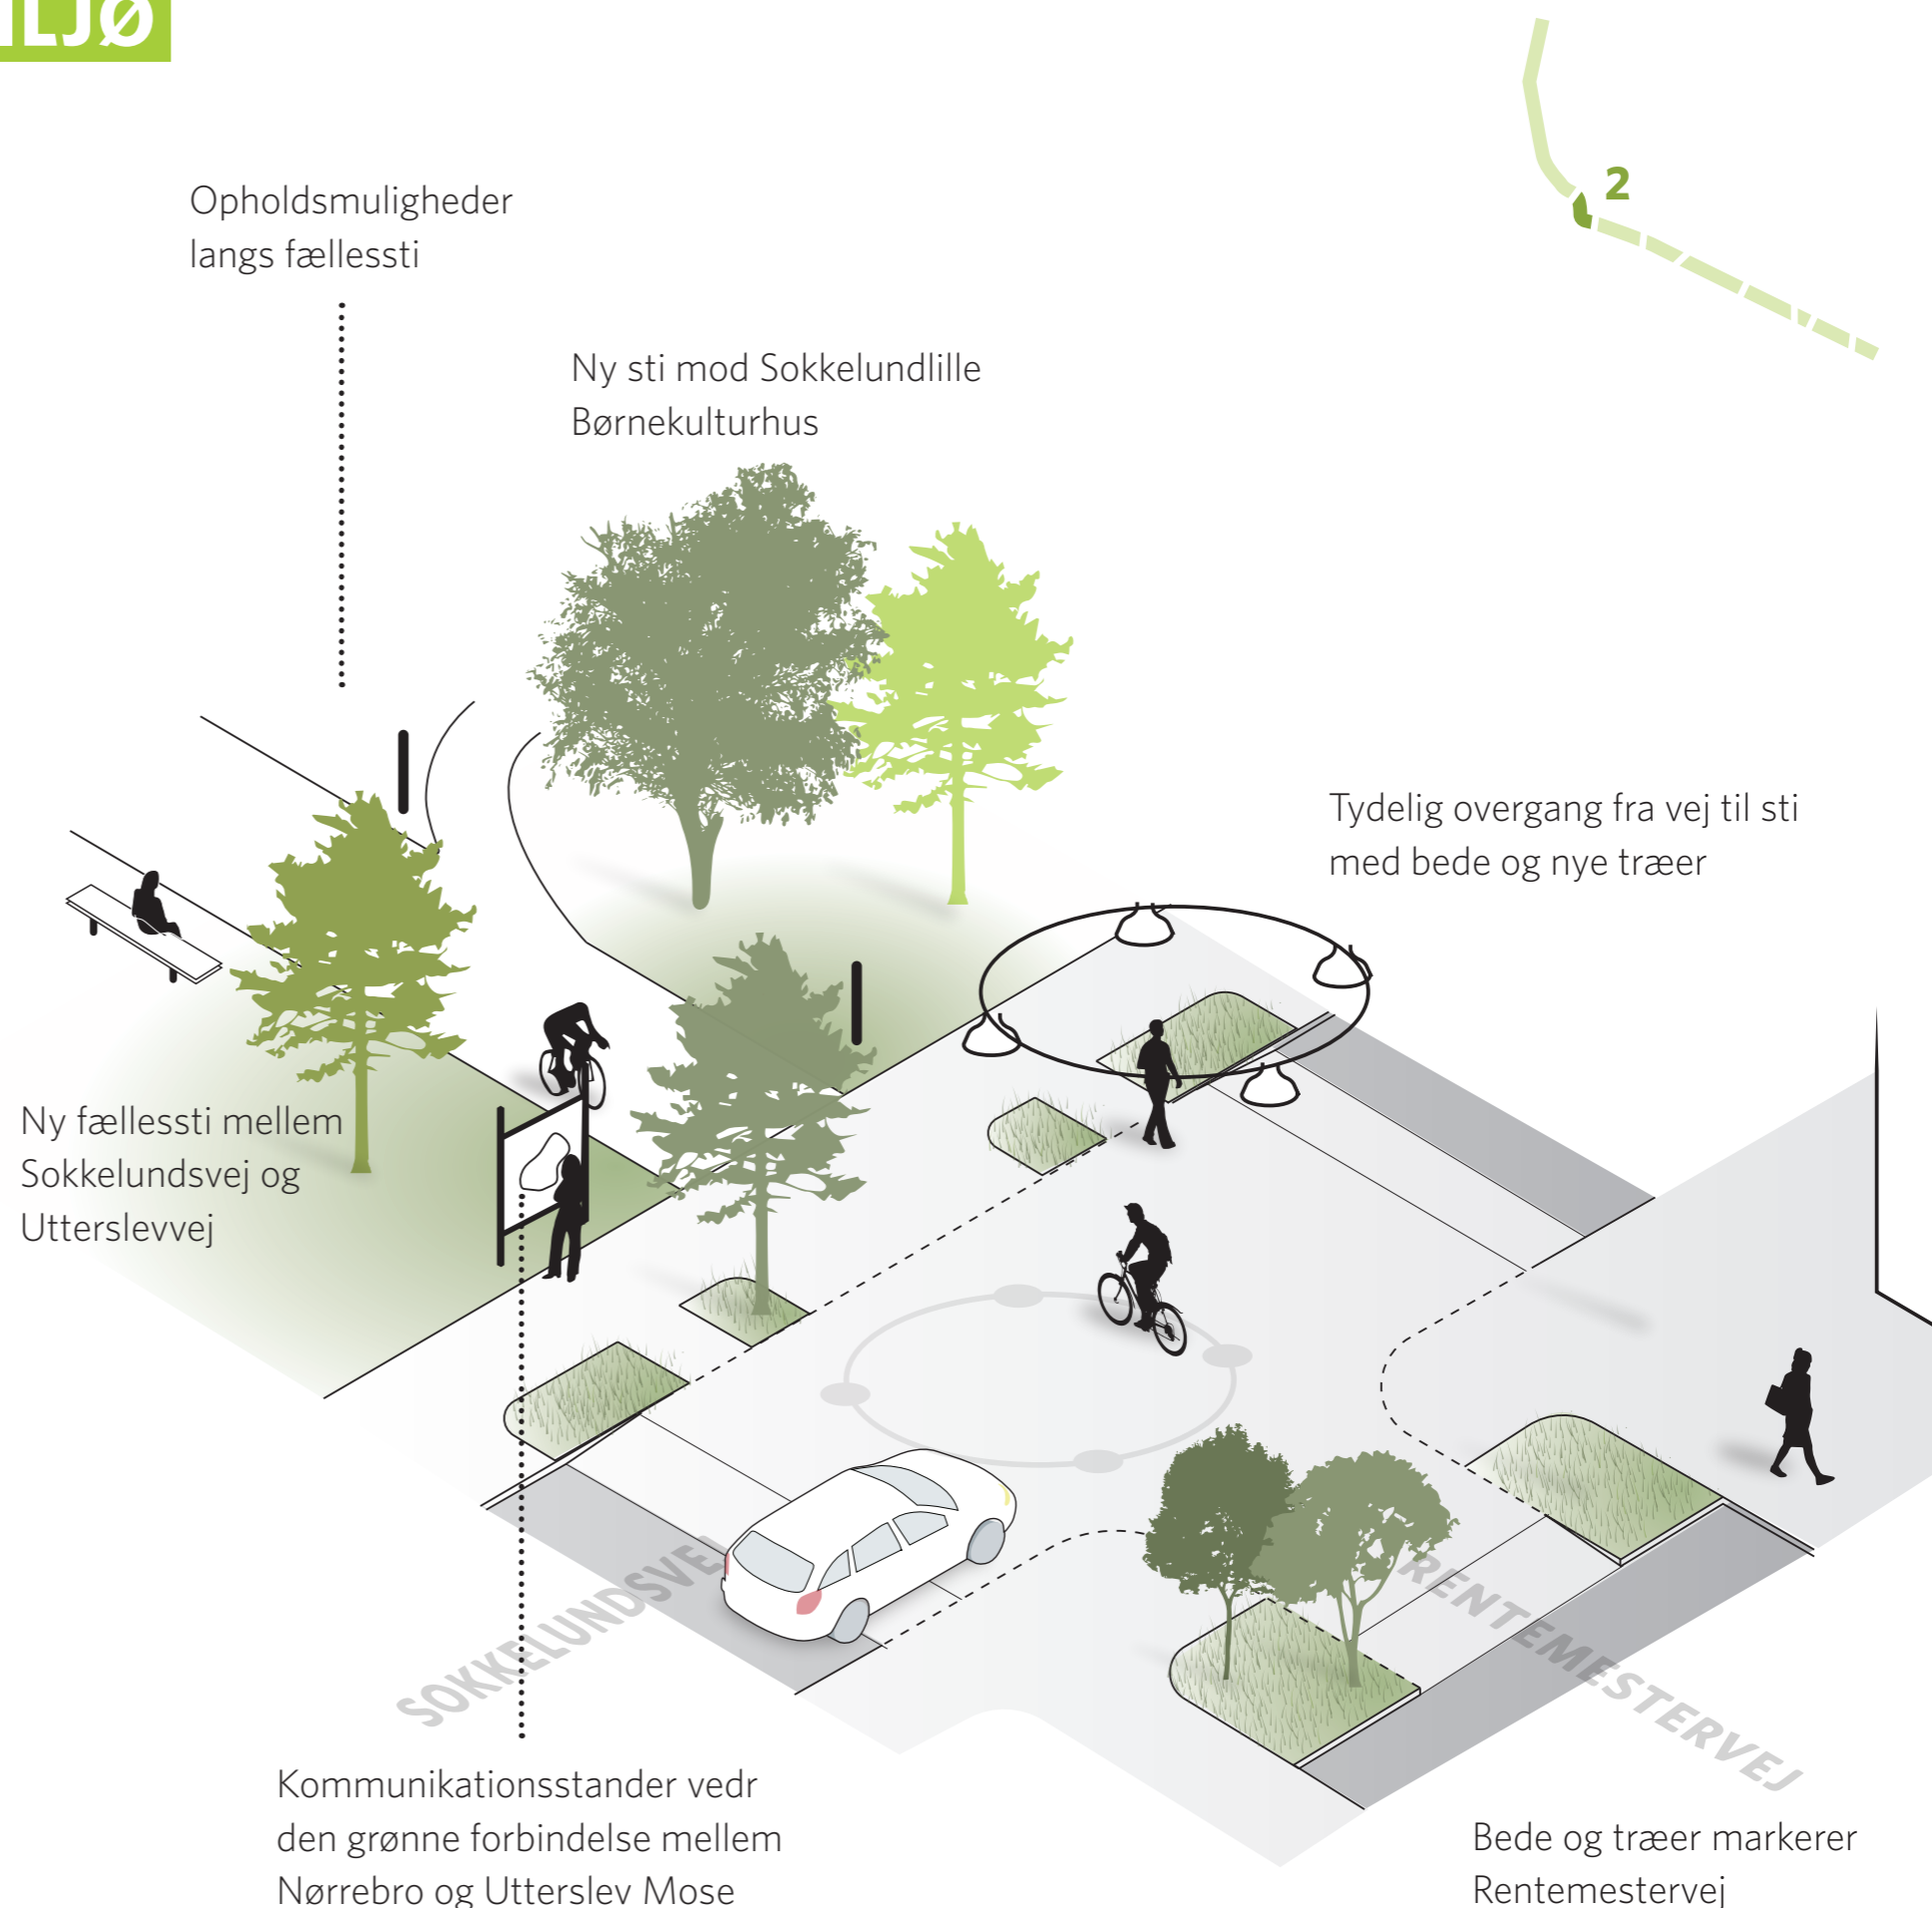 ILJØ
2
Opholdsmuligheder
langs fællessti
Ny sti mod Sokkelundlille
Børnekulturhus
Tydelig overgang fra vej til sti
med bede og nye træer
Ny fællessti mellem
Sokkelundsvej og
Utterslevvej
SOKKELUNDSVE
RENTEMESTERVEJ
Kommunikationsstander vedr
den grønne forbindelse mellem
Nørrebro og Utterslev Mose
Bede og træer markerer
Rentemestervej